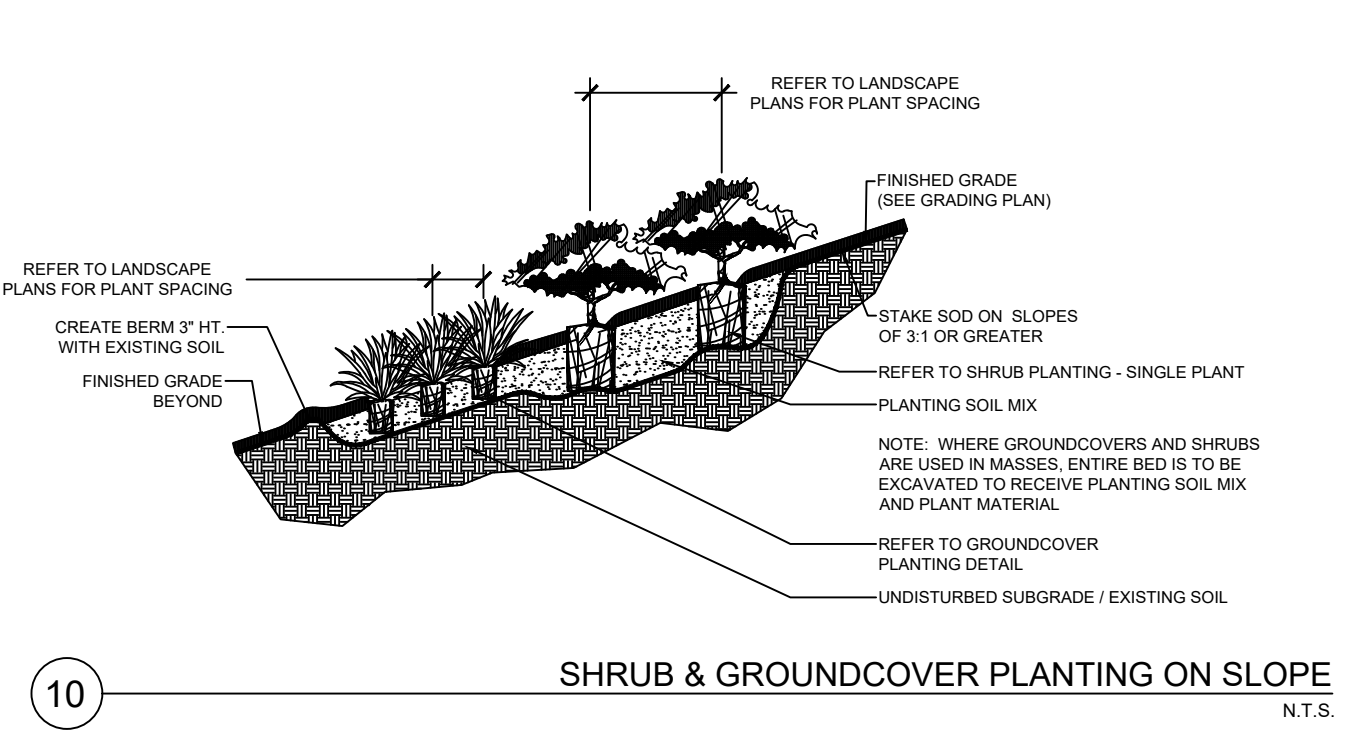 REFER TO LANDSCAPE
PLANS FOR PLANT SPACING
FINISHED GRADE
(SEE GRADING PLAN)
REFER TO LANDSCAPE
PLANS FOR PLANT SPACING
CREATE BERM 3" HT.
WITH EXISTING SOIL
FINISHED GRADE
BEYOND
STAKE SOD ON SLOPES
OF 3:1 OR GREATER
REFER TO SHRUB PLANTING - SINGLE PLANT
PLANTING SOIL MIX
NOTE: WHERE GROUNDCOVERS AND SHRUBS
ARE USED IN MASSES, ENTIRE BED IS TO BE
EXCAVATED TO RECEIVE PLANTING SOIL MIX
AND PLANT MATERIAL
REFER TO GROUNDCOVER
PLANTING DETAIL
UNDISTURBED SUBGRADE / EXISTING SOIL
10
SHRUB & GROUNDCOVER PLANTING ON SLOPE
N.T.S.